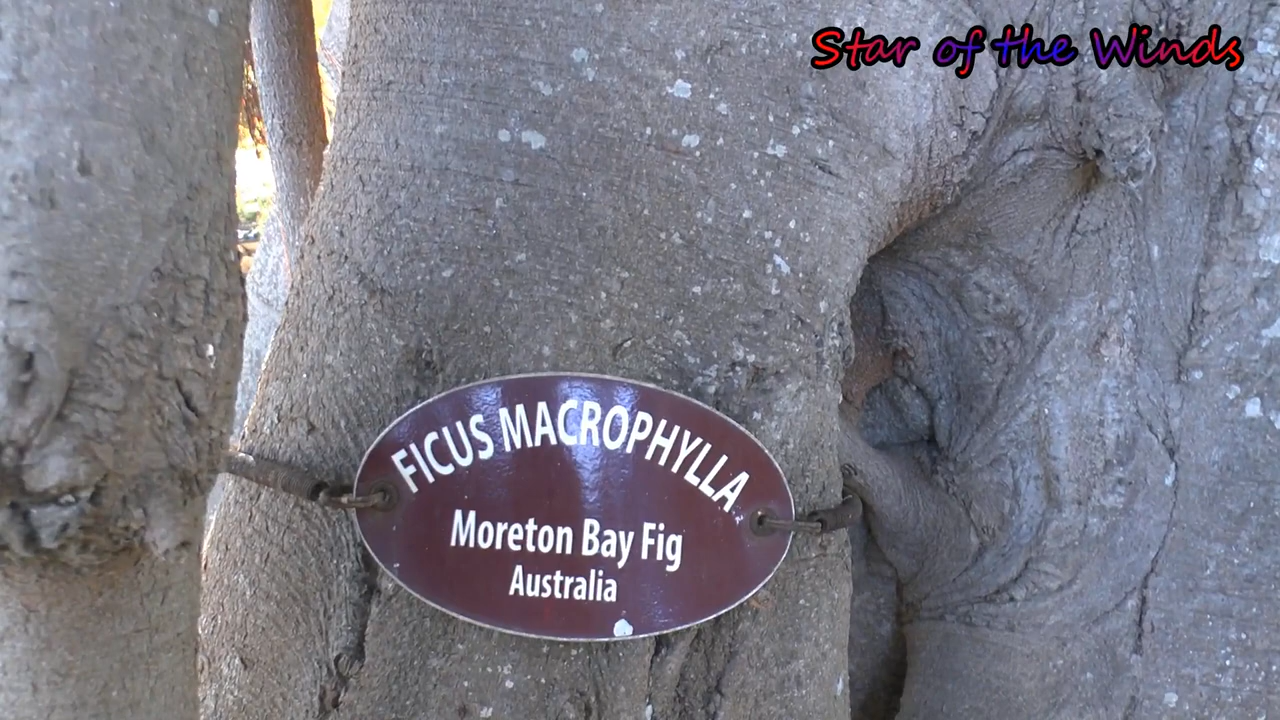 Star of the Winds
FICUS MACROPHYLLA
Moreton Bay Fig
Australia